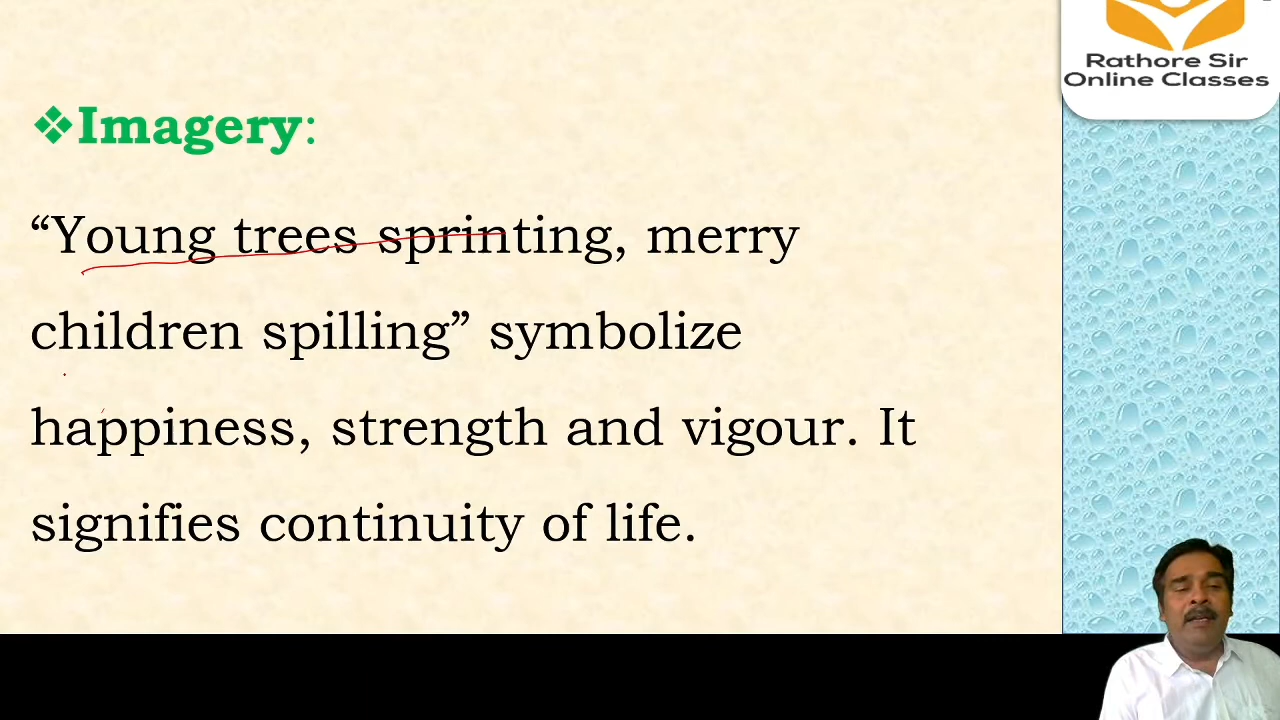 Rathore Sir
Online Classes
❖Imagery:
“Young trees sprinting, merry
children spilling” symbolize
happiness, strength and vigour. It
signifies continuity of life.